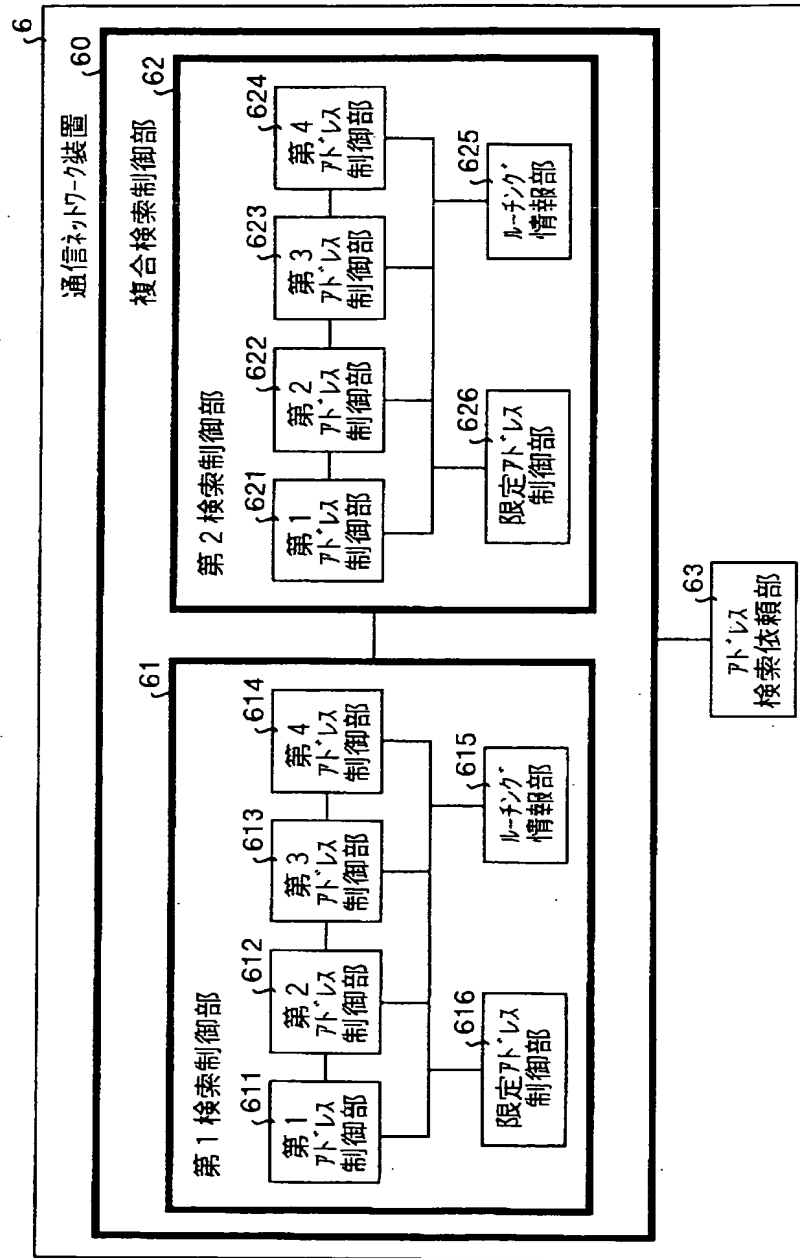 6
通信ネットワーク装置
60
複合検索制御部
62
第1検索制御部
61
611
第1
アドレス
制御部
612
第2
アドレス
制御部
613
第3
アドレス
制御部
614
第4
アドレス
制御部
616
限定アドレス
制御部
615
ルーチング
情報部
第2検索制御部
621
第1
アドレス
制御部
622
第2
アドレス
制御部
623
第3
アドレス
制御部
624
第4
アドレス
制御部
626
限定アドレス
制御部
625
ルーチング
情報部
63
アドレス
検索依頼部